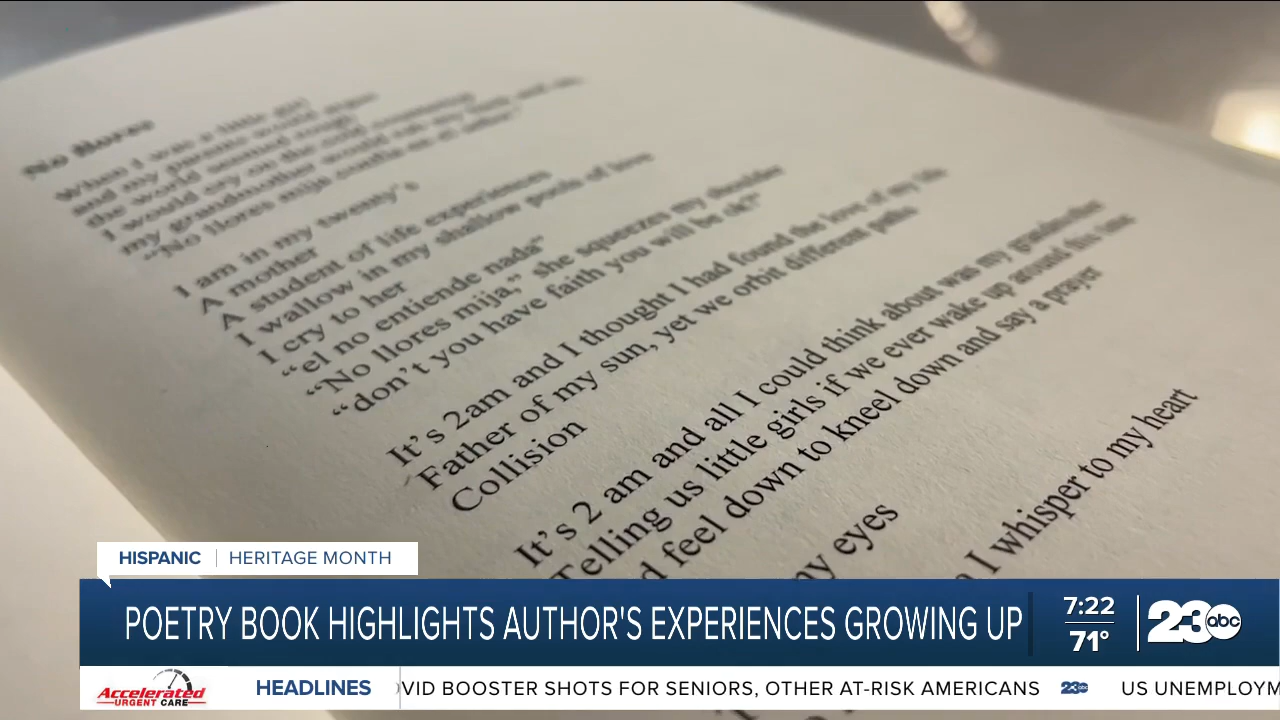 No llores
When I was a little girl
and my parents would argue
the world seemed rough
I would cry on the cold
my grandmother would
"No llores mija confia en el señor"
I am in my twenty's
A mother
A student of life experiences
I wallow in my shallow pools of love
I cry to her
"el no entiende nada"
"No llores mija," she squeezes my shoulder
"don't you have faith you will be ok?"
It's 2am and I thought I had found the love of my life
Father of my sun, yet we orbit different paths
Collision
It's 2 am and all I could think about was my grandmother
Telling us little girls if we ever wake up around this time
d feel down to kneel down and say a prayer
my eyes
I whisper to my heart
HISPANIC | HERITAGE MONTH
POETRY BOOK HIGHLIGHTS AUTHOR'S EXPERIENCES GROWING UP
7:22
71°
23 abc
Accelerated
URGENT CARE
HEADLINES
VID BOOSTER SHOTS FOR SENIORS, OTHER AT-RISK AMERICANS 23abc US UNEMPLOYM